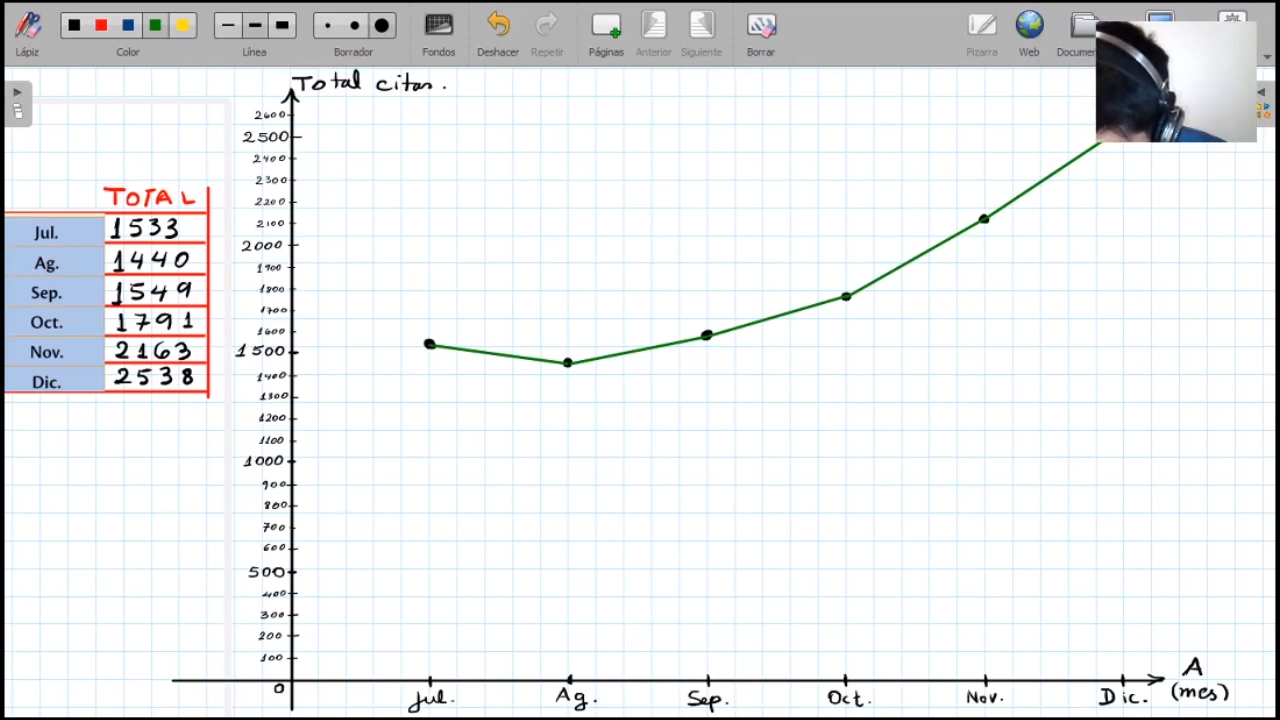 Lápiz
Color
Línea
Borrador
Fondos
Deshacer
Repetir
Páginas
Anterior
Siguiente
Borrar
Pizarra
Web
Total citas.
2600
2500
2400
2300
2200
2100
2000
1900
1800
1700
1600
1500
1400
1300
1200
1100
1000
900
800
700
600
500
400
300
200
100
0
TOTAL
Jul. 1533
Ag. 1440
Sep. 1549
Oct. 1791
Nov. 2163
Dic. 2538
Jul. Ag. Sep. Oct. Nov. Dic.
A
(mes)